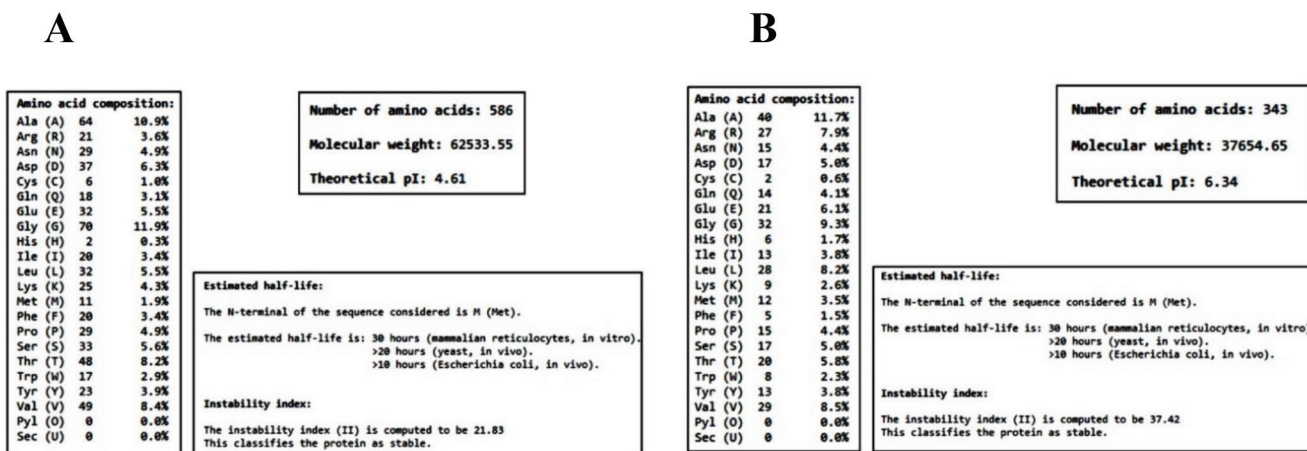 A
Amino acid composition:
Ala (A) 64 10.9%
Arg (R) 21 3.6%
Asn (N) 29 4.9%
Asp (D) 37 6.3%
Cys (C) 6 1.0%
Gln (Q) 18 3.1%
Glu (E) 32 5.5%
Gly (G) 70 11.9%
His (H) 2 0.3%
Ile (I) 20 3.4%
Leu (L) 32 5.5%
Lys (K) 25 4.3%
Met (M) 11 1.9%
Phe (F) 20 3.4%
Pro (P) 29 4.9%
Ser (S) 33 5.6%
Thr (T) 48 8.2%
Trp (W) 17 2.9%
Tyr (Y) 23 3.9%
Val (V) 49 8.4%
Pyl (O) 0 0.0%
Sec (U) 0 0.0%
Number of amino acids: 586
Molecular weight: 62533.55
Theoretical pI: 4.61
Estimated half-life:
The N-terminal of the sequence considered is M (Met).
The estimated half-life is: 30 hours (mammalian reticulocytes, in vitro).
>20 hours (yeast, in vivo).
>10 hours (Escherichia coli, in vivo).
Instability index:
The instability index (II) is computed to be 21.83
This classifies the protein as stable.
B
Amino acid composition:
Ala (A) 40 11.7%
Arg (R) 27 7.9%
Asn (N) 15 4.4%
Asp (D) 17 5.0%
Cys (C) 2 0.6%
Gln (Q) 14 4.1%
Glu (E) 21 6.1%
Gly (G) 32 9.3%
His (H) 6 1.7%
Ile (I) 13 3.8%
Leu (L) 28 8.2%
Lys (K) 9 2.6%
Met (M) 12 3.5%
Phe (F) 5 1.5%
Pro (P) 15 4.4%
Ser (S) 17 5.0%
Thr (T) 20 5.8%
Trp (W) 8 2.3%
Tyr (Y) 13 3.8%
Val (V) 29 8.5%
Pyl (O) 0 0.0%
Sec (U) 0 0.0%
Number of amino acids: 343
Molecular weight: 37654.65
Theoretical pI: 6.34
Estimated half-life:
The N-terminal of the sequence considered is M (Met).
The estimated half-life is: 30 hours (mammalian reticulocytes, in vitro)
>20 hours (yeast, in vivo).
>10 hours (Escherichia coli, in vivo).
Instability index:
The instability index (II) is computed to be 37.42
This classifies the protein as stable.